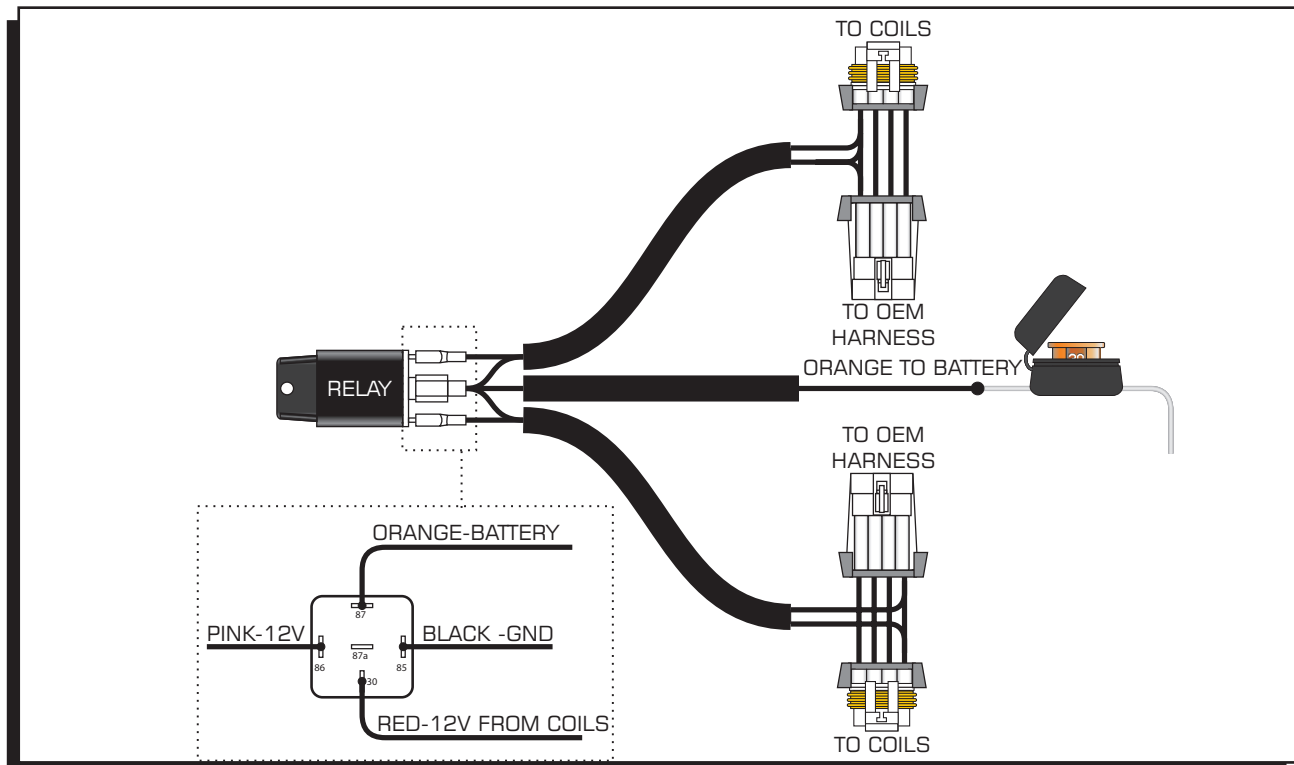 TO COILS
TO OEM
HARNESS
ORANGE TO BATTERY
RELAY
TO OEM
HARNESS
ORANGE-BATTERY
87
PINK-12V
BLACK -GND
86
87a
85
30
RED-12V FROM COILS
TO COILS